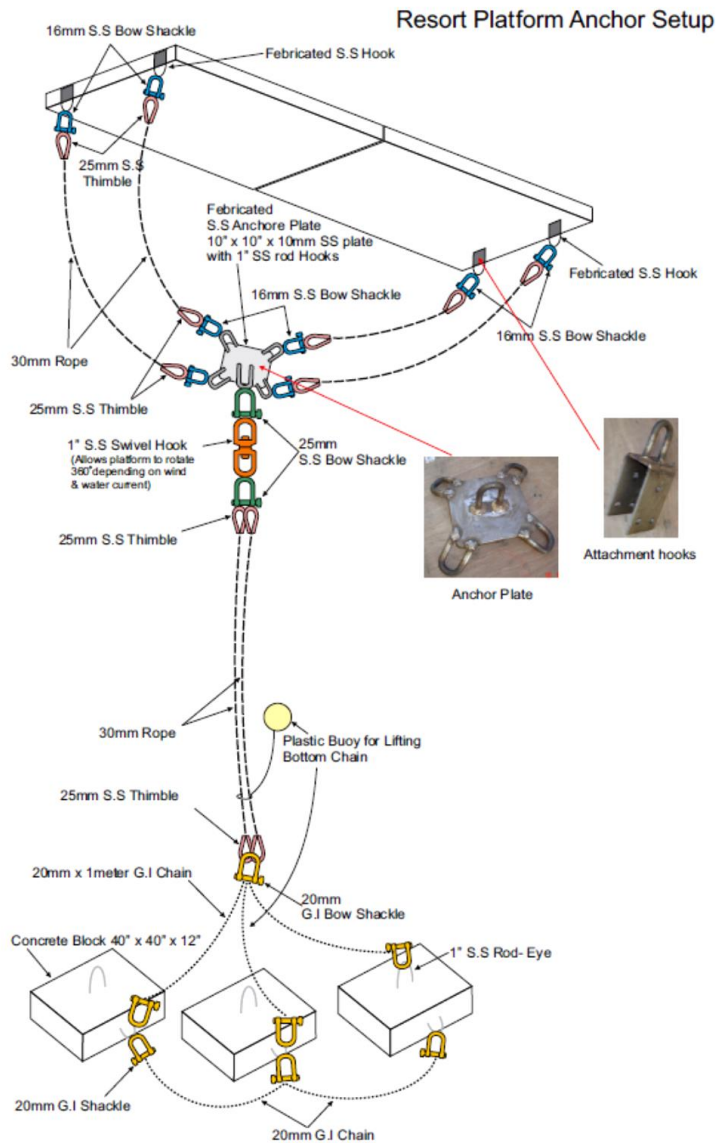 Resort Platform Anchor Setup
16mm S.S Bow Shackle
Febricated S.S Hook
25mm S.S
Thimble
Febricated
S.S Anchore Plate
10" x 10" x 10mm SS plate
with 1" SS rod Hooks
Febricated S.S Hook
16mm S.S Bow Shackle
16mm S.S Bow Shackle
30mm Rope
25mm S.S Thimble
1" S.S Swivel Hook
(Allows platform to rotate
360°depending on wind
& water current)
25mm
S.S Bow Shackle
25mm S.S Thimble
Attachment hooks
Anchor Plate
30mm Rope
Plastic Buoy for Lifting
Bottom Chain
25mm S.S Thimble
20mm x 1meter G.I Chain
20mm
G.I Bow Shackle
Concrete Block 40" x 40" x 12"
1" S.S Rod- Eye
20mm G.I Shackle
20mm G.I Chain